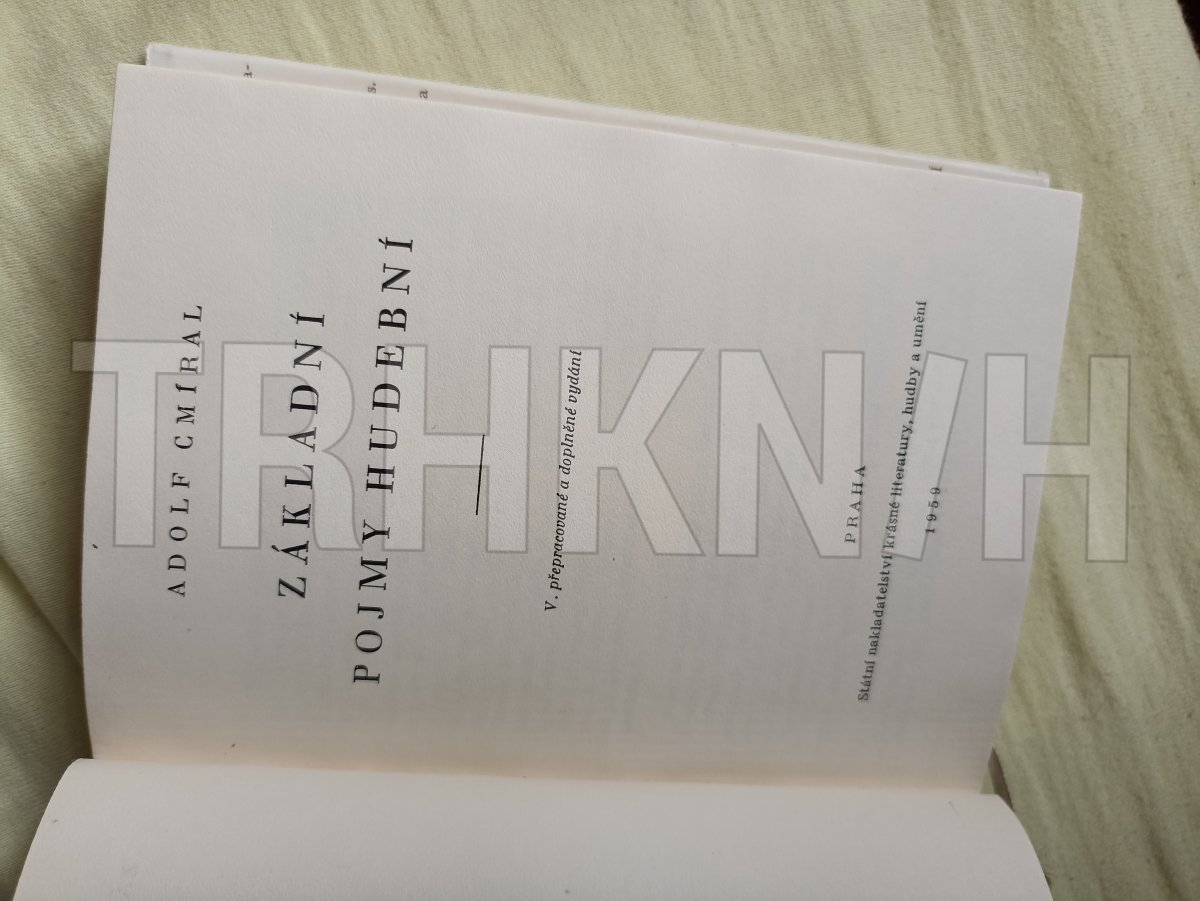 ADOLF CMÍRAL
ZÁKLADNÍ
POJMY HUDEBNÍ
V. přepracované a doplněné vydání
PRAHA
Státní nakladatelství krásné literatury, hudby a umění
1959
TRHKNIH